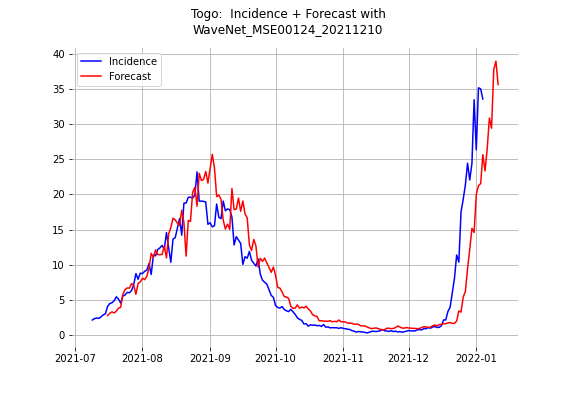 Togo:  Incidence + Forecast with
WaveNet_MSE00124_20211210
Incidence
Forecast
40
35
30
25
20
15
10
5
0
2021-07 2021-08 2021-09 2021-10 2021-11 2021-12 2022-01